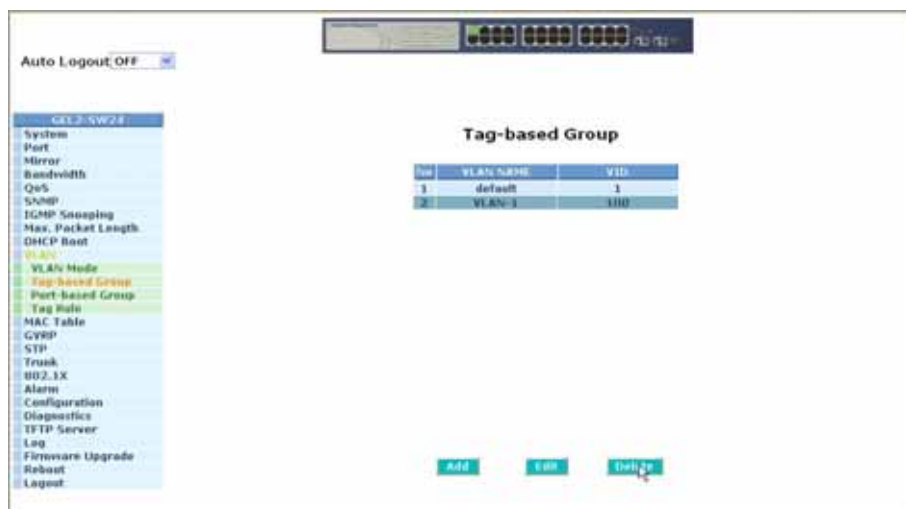 Auto Logout OFF
GEL2-SW24
System
Port
Mirror
Bandwidth
QoS
SNMP
IGMP Snooping
Max. Packet Length
DHCP Boot
VLAN
VLAN Mode
Tag-based Group
Port-based Group
Tag Rule
MAC Table
GVRP
STP
Trunk
802.1X
Alarm
Configuration
Diagnostics
TFTP Server
Log
Firmware Upgrade
Reboot
Logout
Tag-based Group
No VLAN NAME VID
1 default 1
2 VLAN-1 100
Add Edit Delete